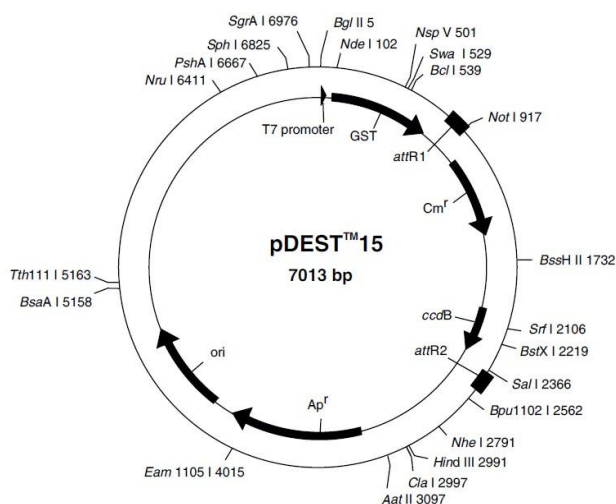 SgrA I 6976
Bgl II 5
Sph I 6825
Nde I 102
Nsp V 501
PshA I 6667
Swa I 529
Nru I 6411
Bcl I 539
T7 promoter
GST
attR1
Not I 917
Cmr
pDEST™15
7013 bp
BssH II 1732
Tth111 I 5163
BsaA I 5158
ccdB
Srf I 2106
BstX I 2219
attR2
Sal I 2366
ori
Apr
Bpu1102 I 2562
Nhe I 2791
Eam 1105 I 4015
Hind III 2991
Cla I 2997
Aat II 3097